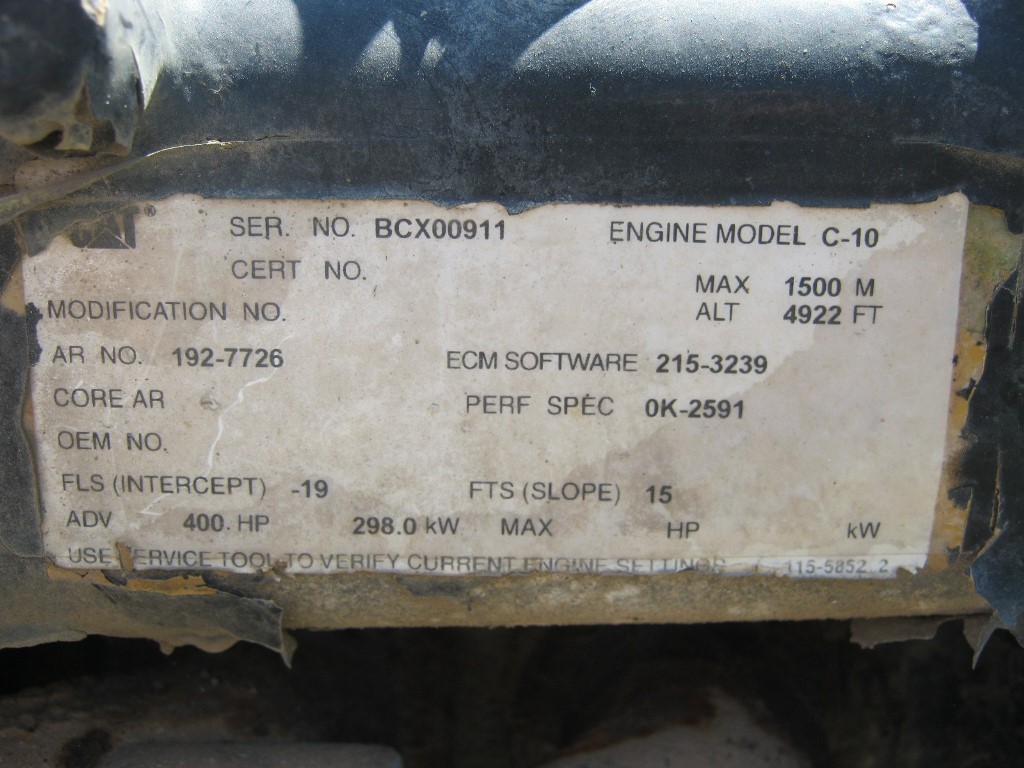 SER. NO. BCX00911 ENGINE MODEL C-10
CERT NO.
MAX 1500 M
MODIFICATION NO. ALT 4922 FT
AR NO. 192-7726 ECM SOFTWARE 215-3239
CORE AR PERF SPEC 0K-2591
OEM NO.
FLS (INTERCEPT) -19 FTS (SLOPE) 15
ADV 400. HP 298.0 kW MAX HP kW
USE SERVICE TOOL TO VERIFY CURRENT ENGINE SETTINGS 115-5852 2